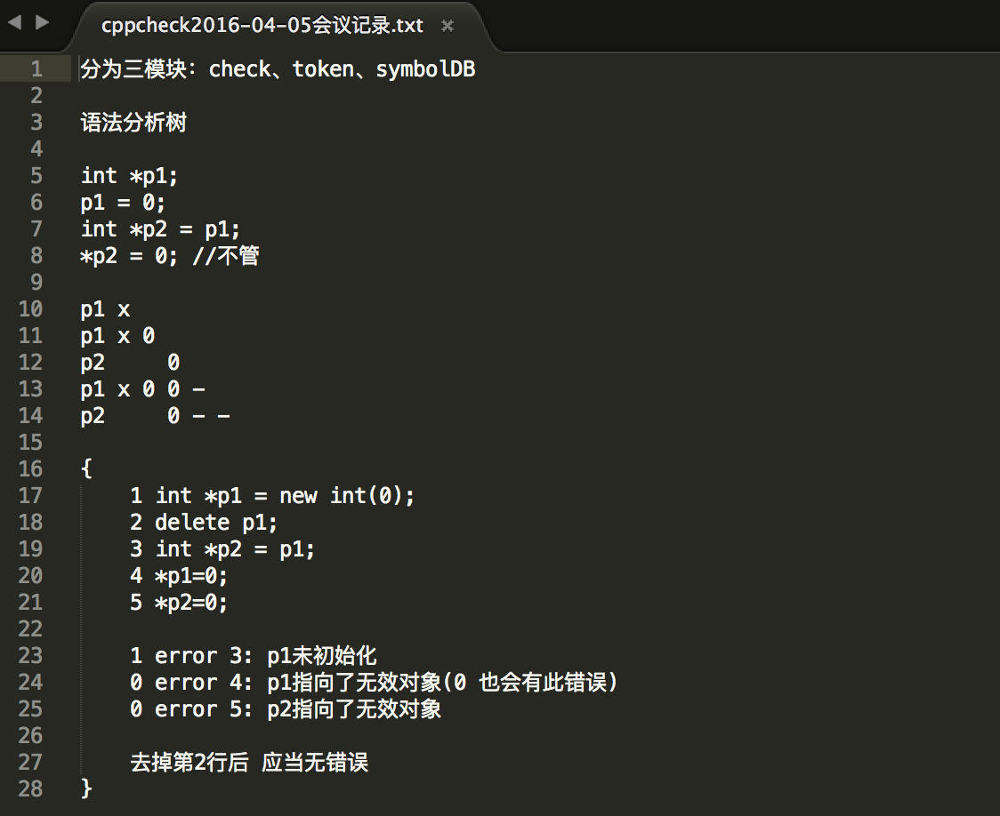 cppcheck2016-04-05会议记录.txt
1 分为三模块：check、token、symbolDB
2
3 语法分析树
4
5 int *p1;
6 p1 = 0;
7 int *p2 = p1;
8 *p2 = 0; //不管
9
10 p1 x
11 p1 x 0
12 p2     0
13 p1 x 0 0 -
14 p2     0 - -
15
16 {
17     1 int *p1 = new int(0);
18     2 delete p1;
19     3 int *p2 = p1;
20     4 *p1=0;
21     5 *p2=0;
22
23     1 error 3: p1未初始化
24     0 error 4: p1指向了无效对象(0 也会有此错误)
25     0 error 5: p2指向了无效对象
26
27     去掉第2行后 应当无错误
28 }